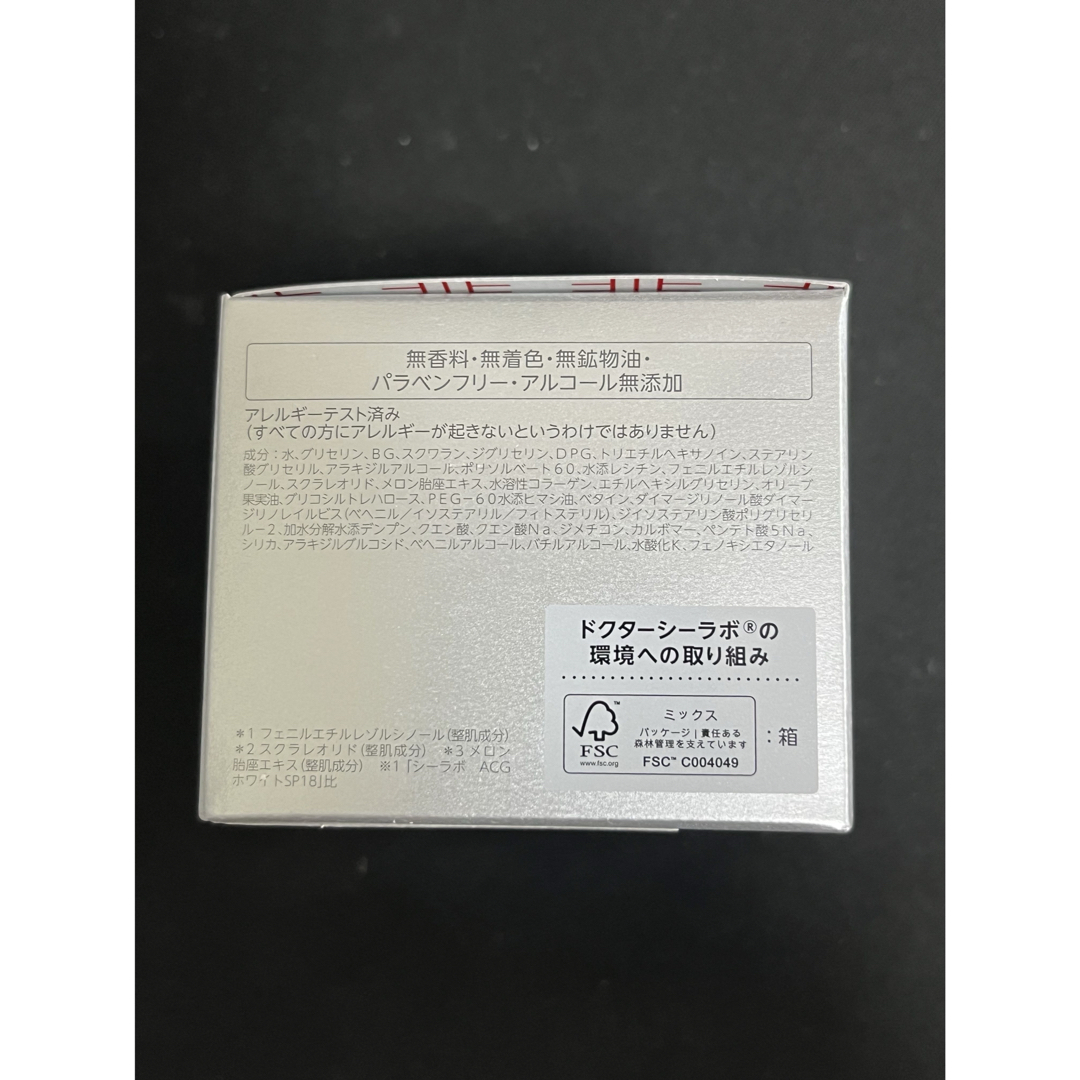 無香料・無着色・無鉱物油・
パラベンフリー・アルコール無添加
アレルギーテスト済み
(すべての方にアレルギーが起きないというわけではありません)
成分：水、グリセリン、BG、スクワラン、ジグリセリン、DPG、トリエチルヘキサノイン、ステアリン
酸グリセリル、アラキジルアルコール、ポリソルベート60、水添レシチン、フェニルエチルレゾルシ
ノール、スクラレオリド、メロン胎座エキス、水溶性コラーゲン、エチルヘキシルグリセリン、オリーブ
果実油、グリコシルトレハロース、PEG-60水添ヒマシ油、ベタイン、ダイマージリノール酸ダイマー
ジリノレイルビス(ベヘニル/イソステアリル/フィトステリル)、ジイソステアリン酸ポリグリセリ
ル-2、加水分解水添デンプン、クエン酸、クエン酸Na、ジメチコン、カルボマー、ペンテト酸5Na、
シリカ、アラキジルグルコシド、ベヘニルアルコール、バチルアルコール、水酸化K、フェノキシエタノール
ドクターシーラボ®の
環境への取り組み
FSC
www.fsc.org
ミックス
パッケージ|責任ある
森林管理を支えています
FSC™ C004049
：箱
＊1 フェニルエチルレゾルシノール(整肌成分)
＊2 スクラレオリド(整肌成分) ＊3 メロン
胎座エキス(整肌成分) ※1「シーラボ ACG
ホワイトSP18」比